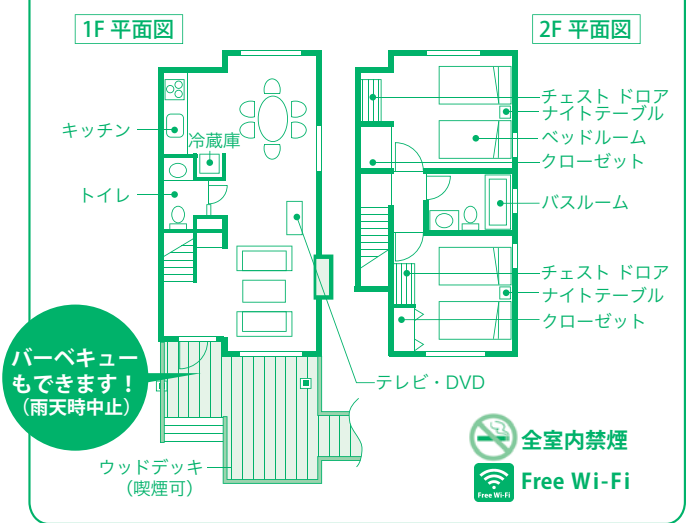 1F 平面図
2F 平面図
キッチン
冷蔵庫
トイレ
チェスト ドロア
ナイトテーブル
ベッドルーム
クローゼット
バスルーム
チェスト ドロア
ナイトテーブル
クローゼット
バーベキュー
もできます！
（雨天時中止）
テレビ・DVD
ウッドデッキ
（喫煙可）
全室内禁煙
Free Wi-Fi
Free Wi-Fi